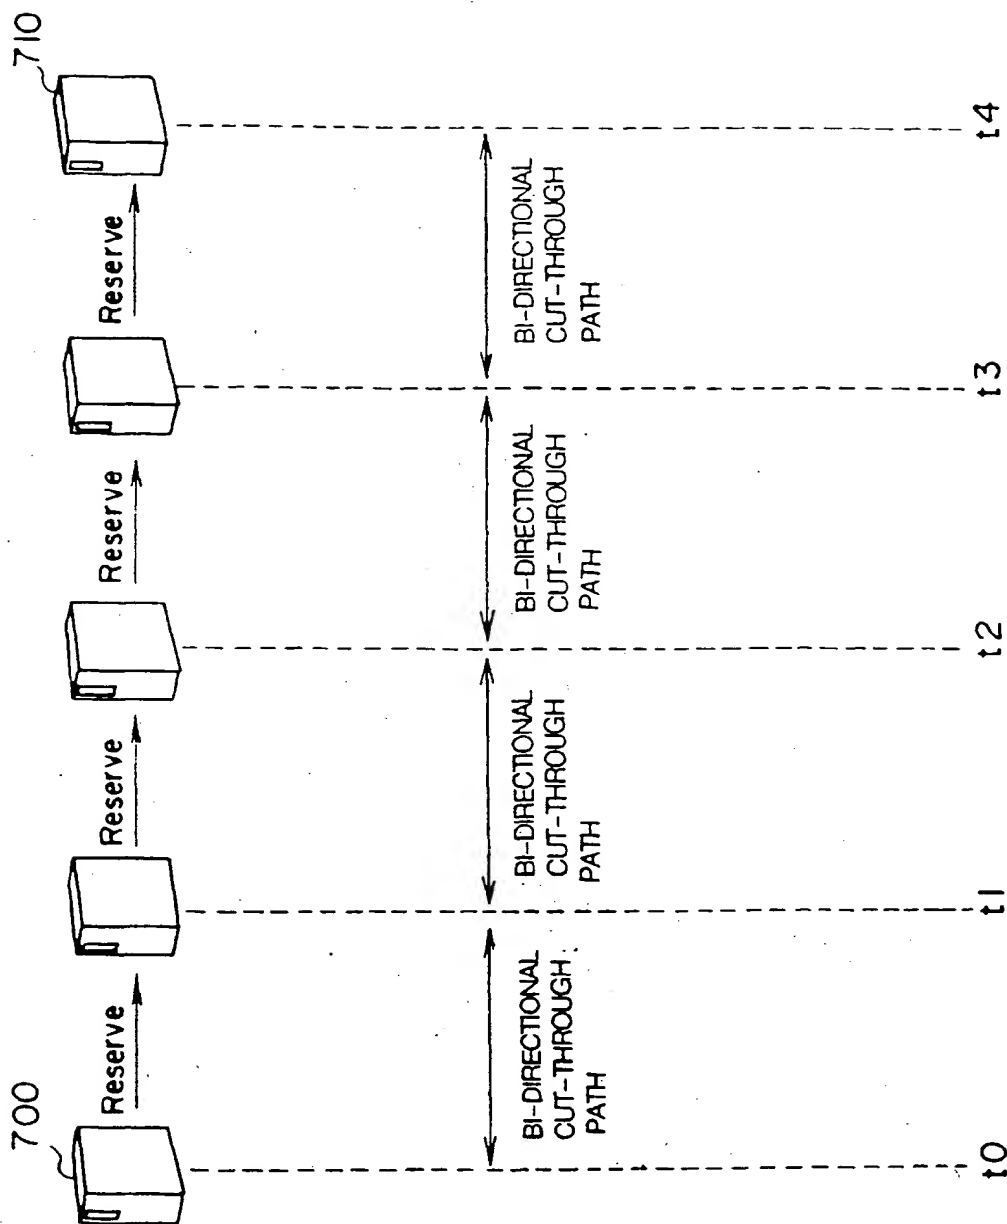 700
710
Reserve
Reserve
Reserve
Reserve
BI-DIRECTIONAL
CUT-THROUGH
PATH
BI-DIRECTIONAL
CUT-THROUGH
PATH
BI-DIRECTIONAL
CUT-THROUGH
PATH
BI-DIRECTIONAL
CUT-THROUGH
PATH
t0
t1
t2
t3
t4